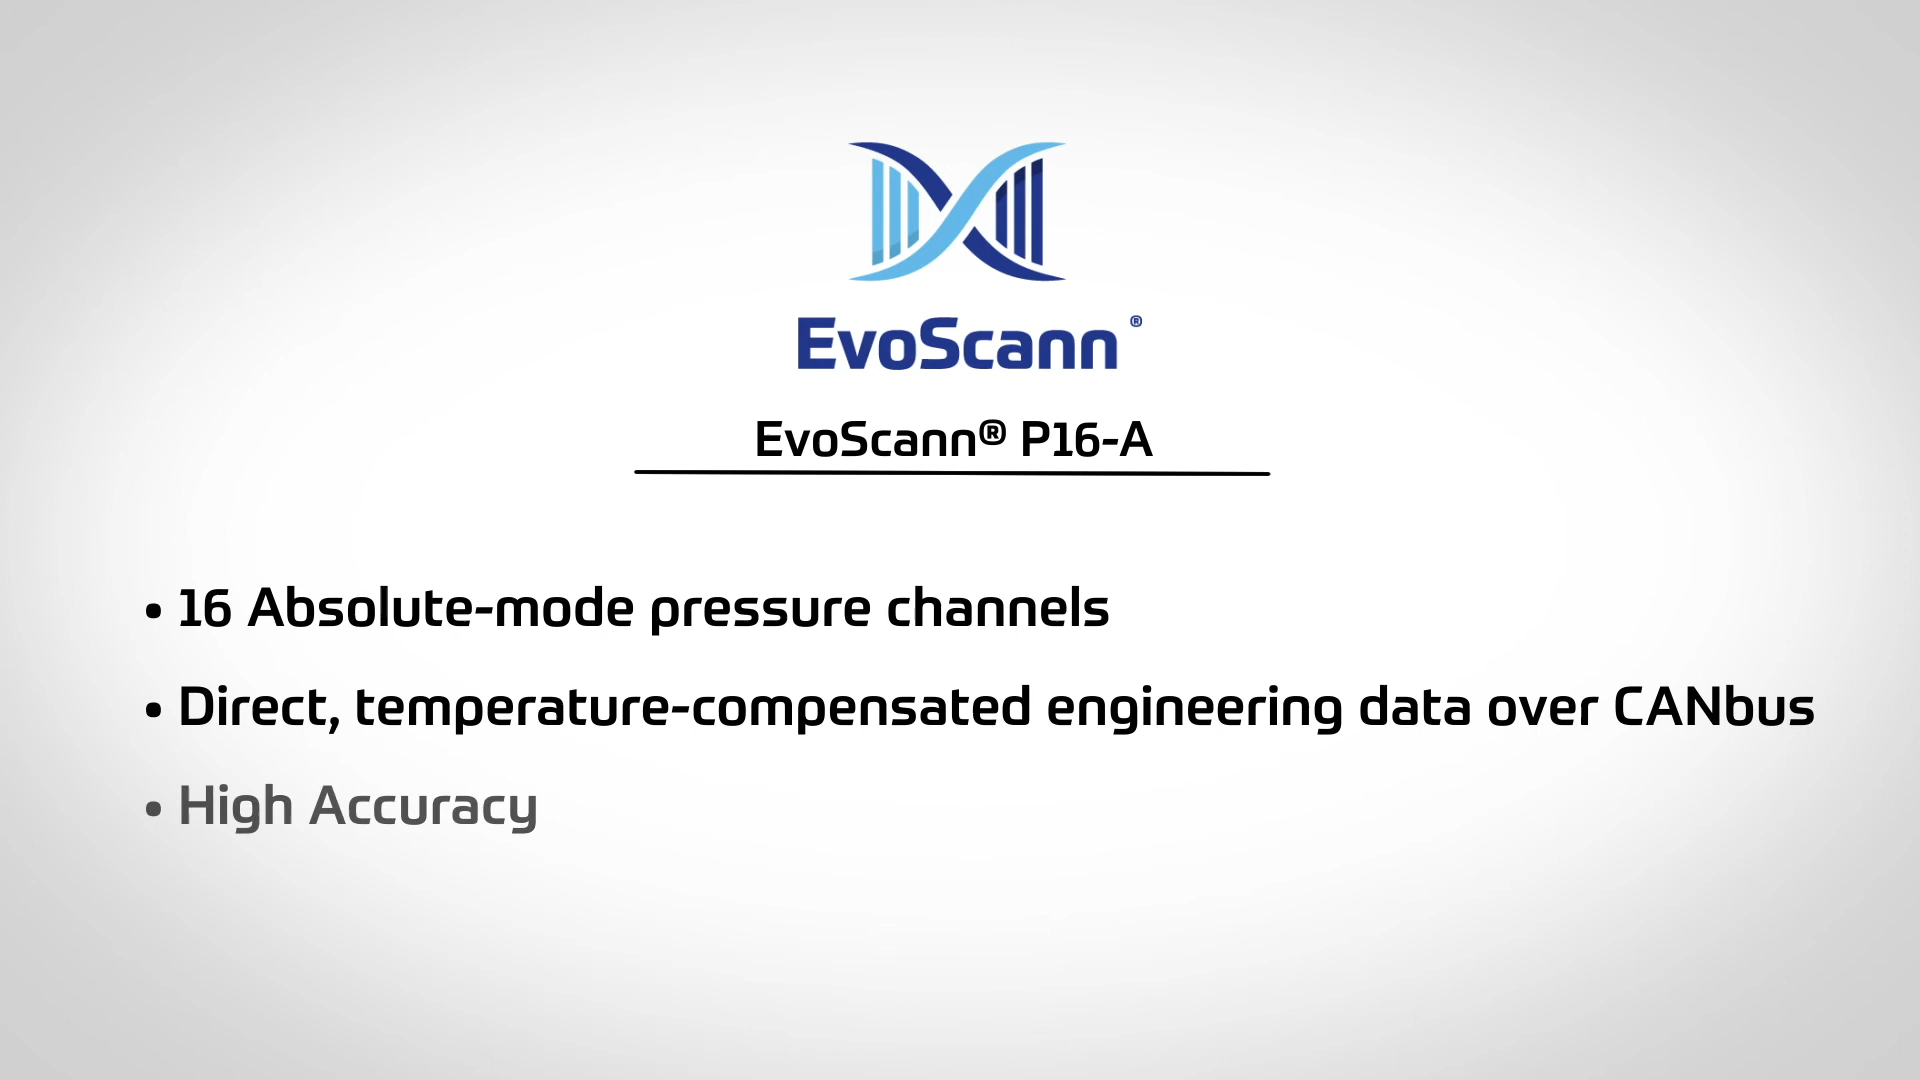 EvoScann®
EvoScann® P16-A
• 16 Absolute-mode pressure channels
• Direct, temperature-compensated engineering data over CANbus
• High Accuracy